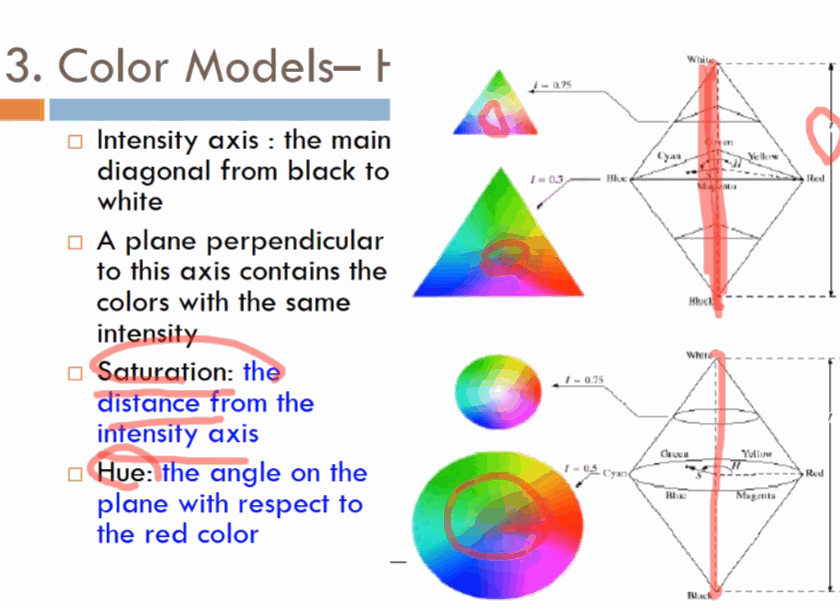 3. Color Models– H
Intensity axis : the main
diagonal from black to
white
A plane perpendicular
to this axis contains the
colors with the same
intensity
Saturation: the
distance from the
intensity axis
Hue: the angle on the
plane with respect to
the red color
White
I = 0.75
Green
Cyan
Yellow
H
I = 0.5
Blue
Red
S
Magenta
Black
White
I = 0.75
Green
Yellow
H
I = 0.5
Cyan
Red
S
Blue
Magenta
Black